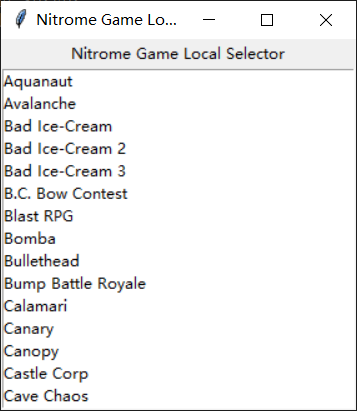 Nitrome Game Lo...
Nitrome Game Local Selector
Aquanaut
Avalanche
Bad Ice-Cream
Bad Ice-Cream 2
Bad Ice-Cream 3
B.C. Bow Contest
Blast RPG
Bomba
Bullethead
Bump Battle Royale
Calamari
Canary
Canopy
Castle Corp
Cave Chaos